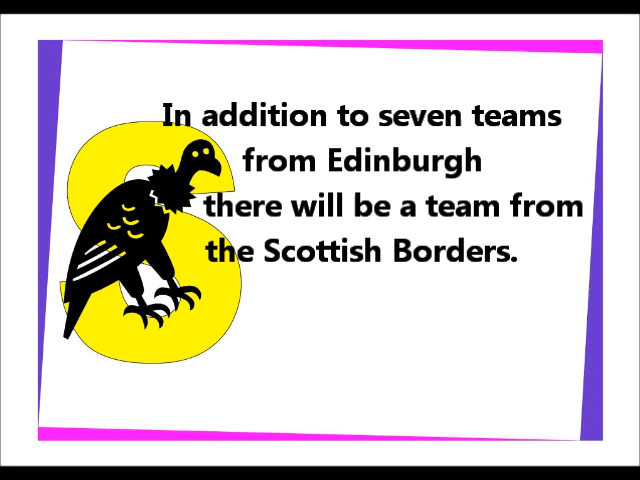 In addition to seven teams
from Edinburgh
there will be a team from
the Scottish Borders.
S